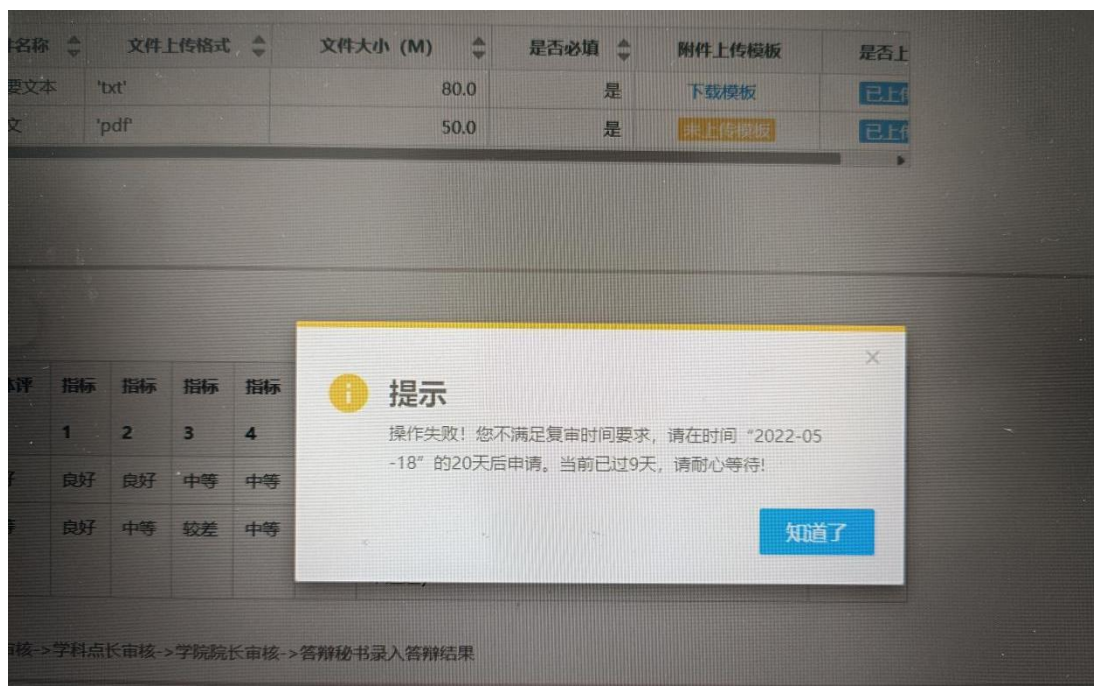 件名称 文件上传格式 文件大小（M） 是否必填 附件上传模板 是否上
要文本 'txt' 80.0 是 下载模板 已上传
文 'pdf' 50.0 是 未上传模板 已上传
体评 指标 指标 指标 指标
1 2 3 4
良好 良好 中等 中等
良好 中等 较差 中等
提示
操作失败！您不满足复审时间要求，请在时间“2022-05
-18”的20天后申请。当前已过9天，请耐心等待!
知道了
审核->学科点长审核->学院院长审核->答辩秘书录入答辩结果